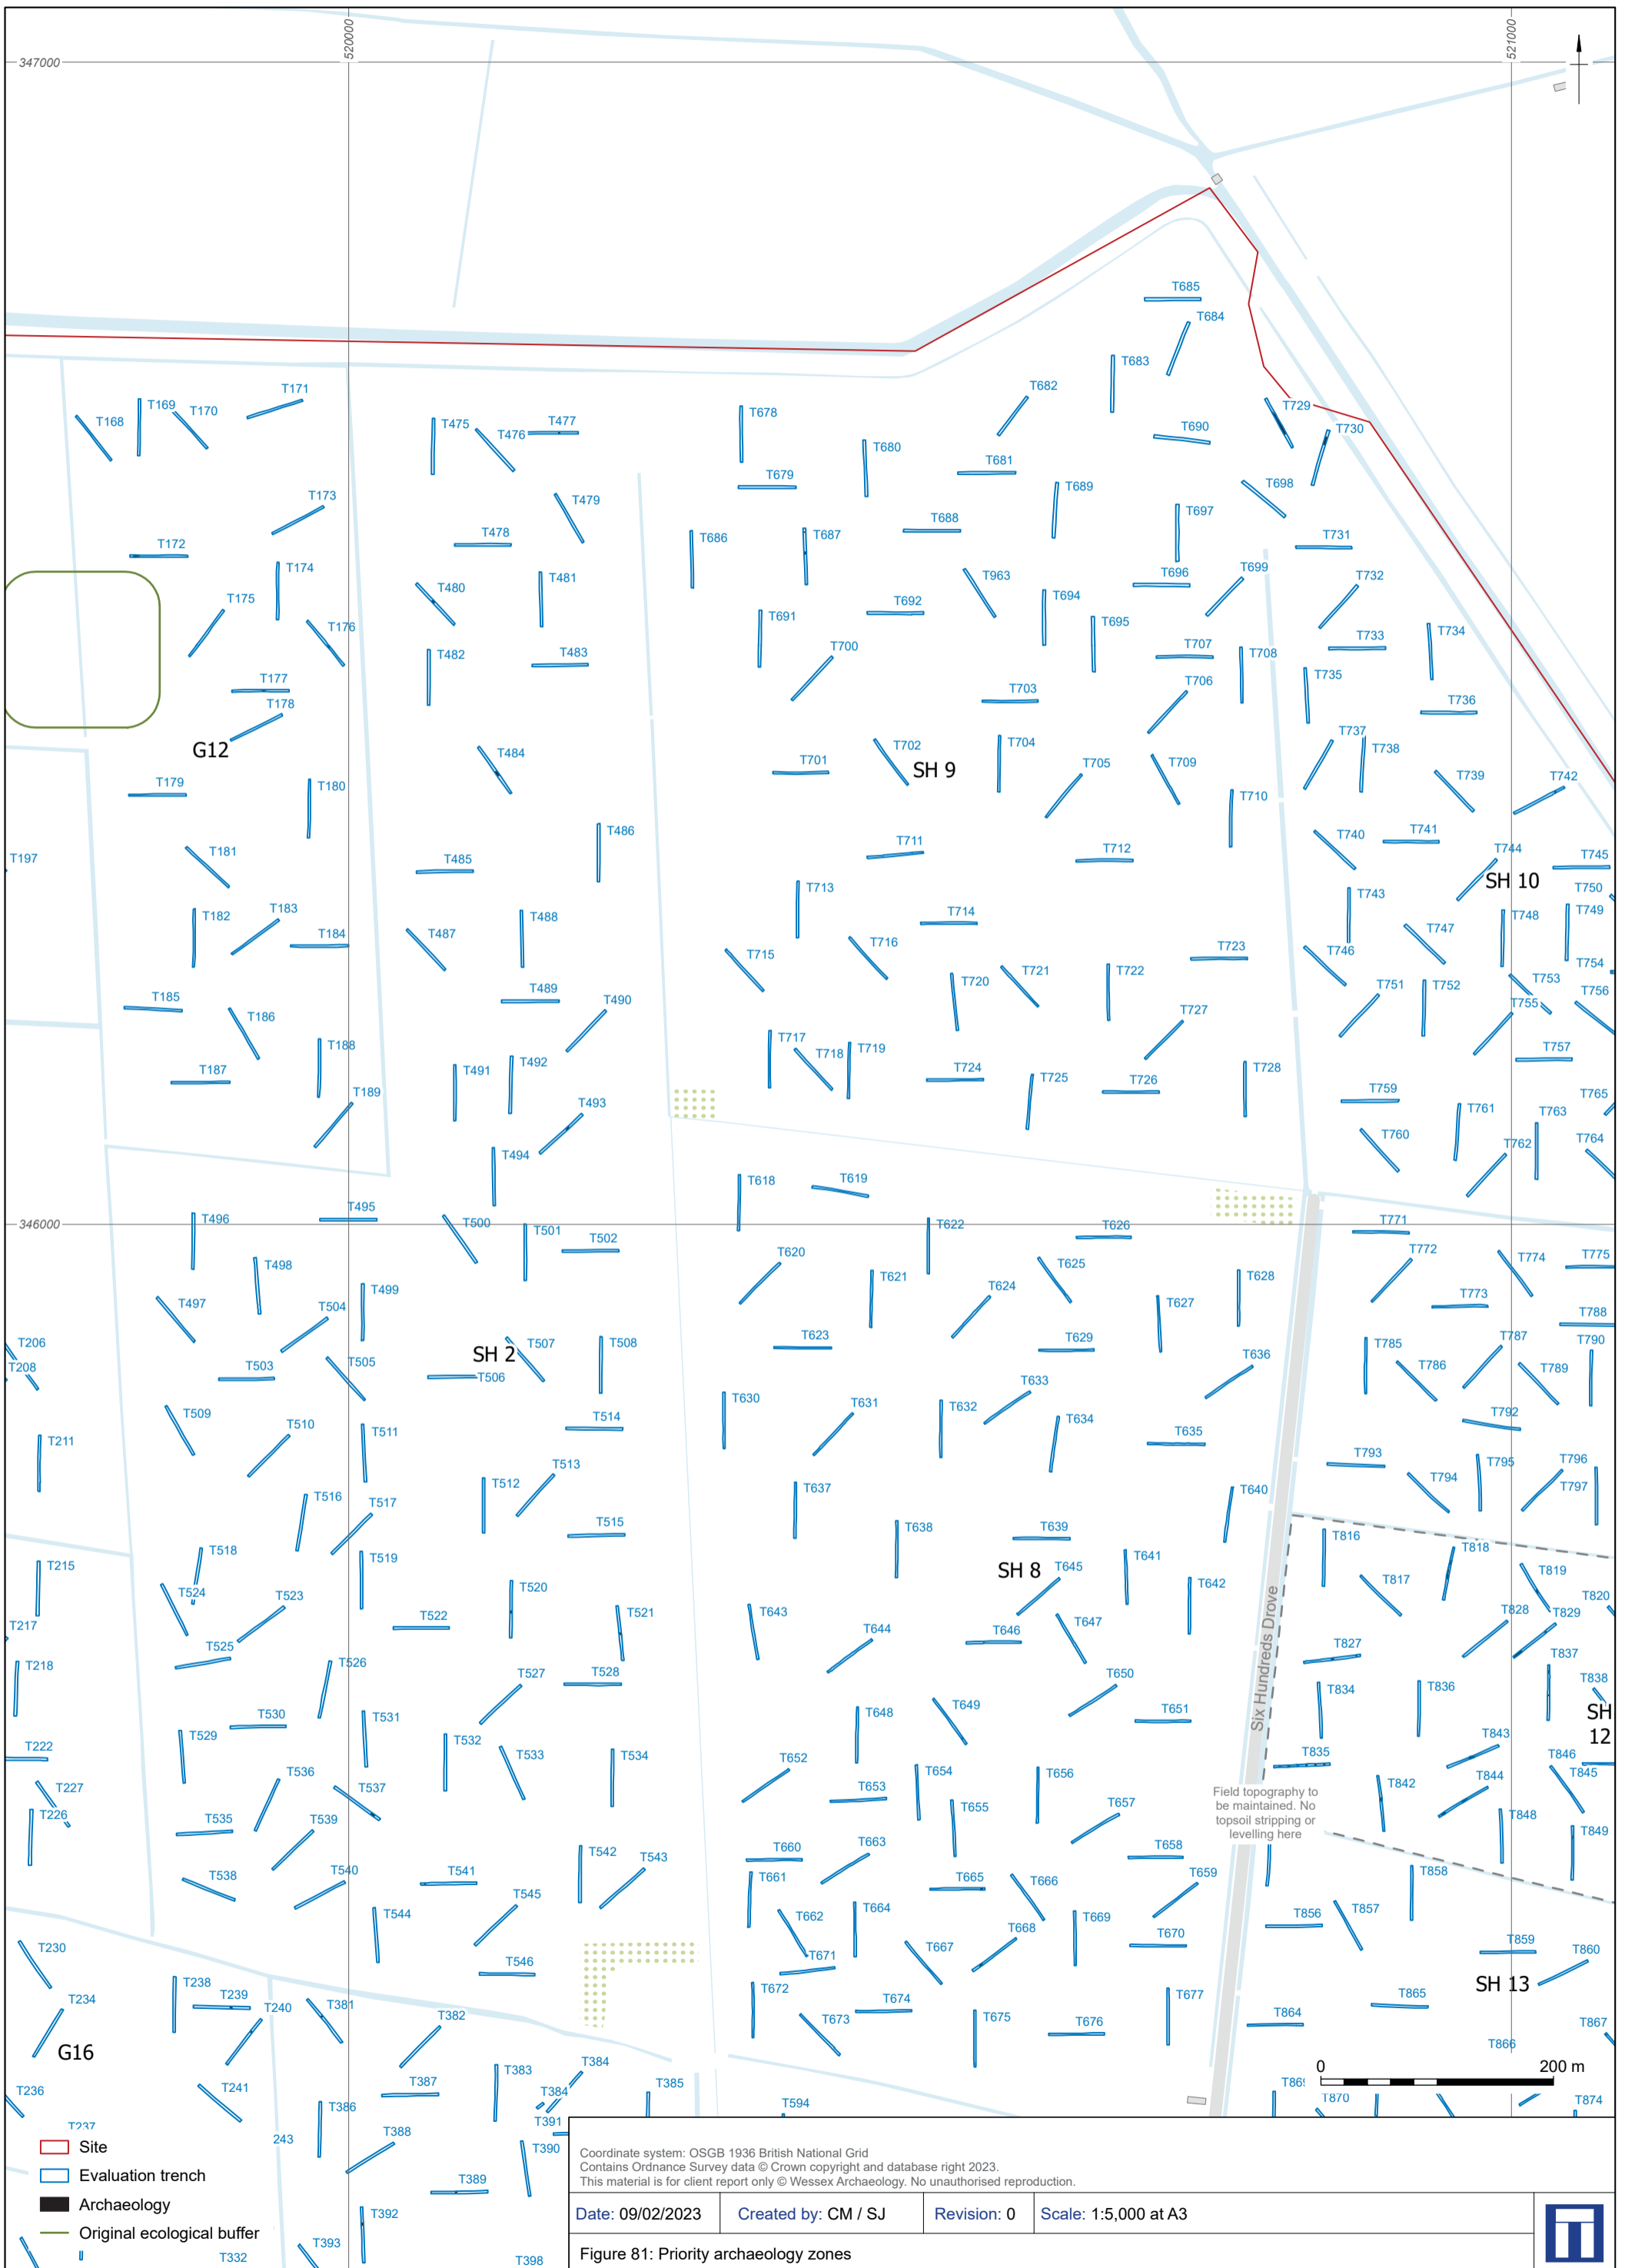 520000
521000
347000
T685
T684
T683
T682
T171
T169
T170
T168
T475
T477
T476
T678
T680
T690
T729
T730
T679
T681
T689
T698
T173
T479
T697
T172
T478
T686
T687
T688
T731
T174
T481
T480
T963
T696
T699
T732
T175
T692
T694
T691
T695
T176
T482
T483
T700
T707
T708
T733
T734
T735
T177
T703
T706
T736
T178
G12
T484
T702
T704
T737
T738
T701
SH 9
T705
T709
T739
T742
T179
T180
T710
T486
T711
T712
T740
T741
T181
T197
T485
T744
T745
SH 10
T713
T743
T750
T182
T183
T488
T714
T748
T749
T184
T487
T716
T723
T747
T715
T746
T754
T721
T722
T720
T753
T185
T489
T490
T751
T752
T756
T186
T727
T755
T188
T717
T719
T718
T757
T187
T491
T492
T724
T725
T726
T728
T759
T765
T189
T493
T761
T763
T494
T760
T762
T764
T618
T619
T495
346000
T496
T500
T501
T502
T622
T626
T771
T620
T772
T774
T775
T498
T625
T621
T628
T499
T624
T627
T497
T504
T773
T788
T206
T507
T508
T623
T629
T785
T787
T790
SH 2
T208
T503
T505
T506
T636
T786
T789
T633
T630
T631
T632
T509
T510
T514
T634
T792
T211
T511
T635
T793
T795
T796
T513
T794
T512
T637
T797
T640
T516
T517
T515
T638
T639
T816
T518
T641
T818
T215
T519
SH 8
T645
T819
T524
T523
T520
T642
T817
T820
T522
T521
T643
T647
T828
T829
T217
T644
T646
T525
T827
T837
T218
T526
T527
T528
T650
T838
T834
T836
Six Hundreds Drove
T530
T529
T531
T648
T649
T651
SH
12
T532
T533
T534
T843
T222
T652
T835
T846
T536
T537
T654
T656
T845
T227
T653
T842
T844
Field topography to
be maintained. No
topsoil stripping or
levelling here
T226
T535
T539
T655
T657
T848
T849
T663
T660
T658
T542
T543
T538
T540
T541
T661
T665
T666
T659
T858
T545
T664
T857
T544
T662
T669
T856
T668
T670
T859
T230
T671
T667
T860
T546
T238
T672
SH 13
T234
T239
T240
T381
T674
T677
T865
T382
T673
T675
T676
T864
T867
G16
T866
0
200 m
T383
T384
T387
T385
T236
T241
T384
T386
T594
T870
T874
T237
T391
T388
T390
243
T389
T392
T393
T332
T398
Site
Evaluation trench
Archaeology
Original ecological buffer
Coordinate system: OSGB 1936 British National Grid
Contains Ordnance Survey data © Crown copyright and database right 2023.
This material is for client report only © Wessex Archaeology. No unauthorised reproduction.
Date: 09/02/2023
Created by: CM / SJ
Revision: 0
Scale: 1:5,000 at A3
Figure 81: Priority archaeology zones